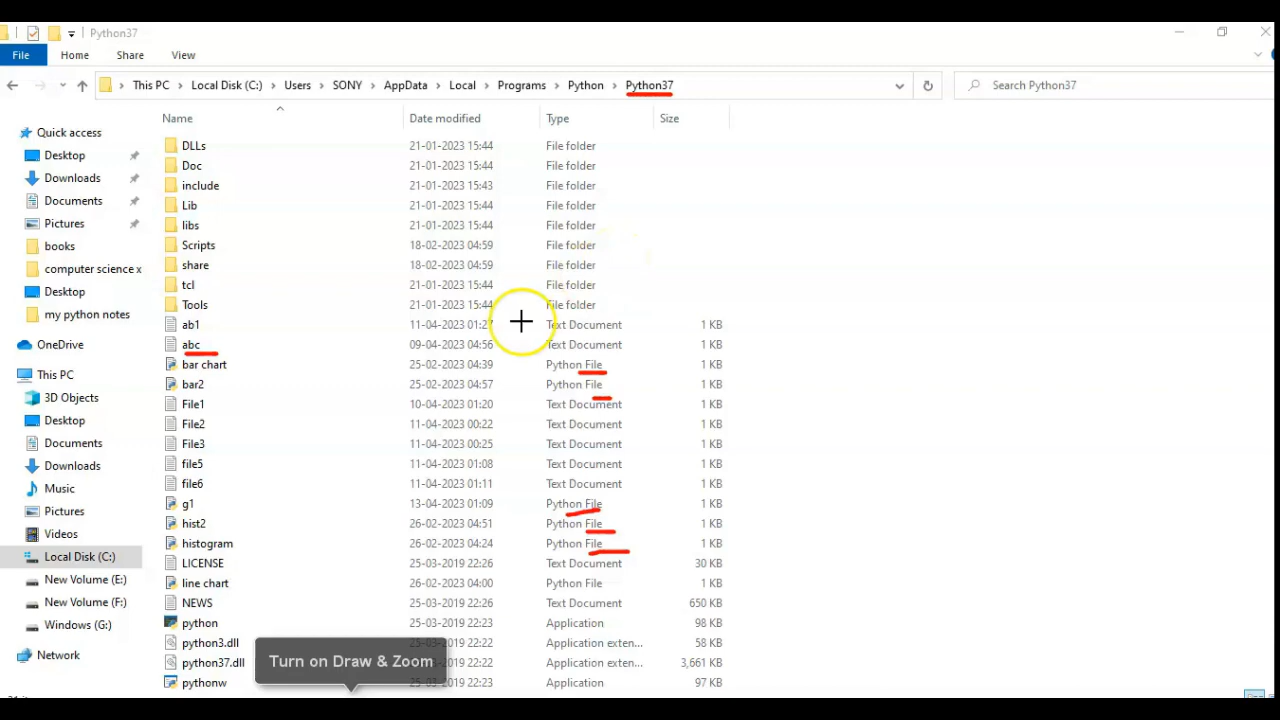 Python37
File Home Share View
This PC Local Disk (C:) Users SONY AppData Local Programs Python Python37 Search Python37
Name Date modified Type Size
Quick access
Desktop
Downloads
Documents
Pictures
books
computer science x
Desktop
my python notes
OneDrive
This PC
3D Objects
Desktop
Documents
Downloads
Music
Pictures
Videos
Local Disk (C:)
New Volume (E:)
New Volume (F:)
Windows (G:)
Network
DLLs 21-01-2023 15:44 File folder
Doc 21-01-2023 15:44 File folder
include 21-01-2023 15:43 File folder
Lib 21-01-2023 15:44 File folder
libs 21-01-2023 15:44 File folder
Scripts 18-02-2023 04:59 File folder
share 18-02-2023 04:59 File folder
tcl 21-01-2023 15:44 File folder
Tools 21-01-2023 15:44 File folder
ab1 11-04-2023 01:27 Text Document 1 KB
abc 09-04-2023 04:56 Text Document 1 KB
bar chart 25-02-2023 04:39 Python File 1 KB
bar2 25-02-2023 04:57 Python File 1 KB
File1 10-04-2023 01:20 Text Document 1 KB
File2 11-04-2023 00:22 Text Document 1 KB
File3 11-04-2023 00:25 Text Document 1 KB
file5 11-04-2023 01:08 Text Document 1 KB
file6 11-04-2023 01:11 Text Document 1 KB
g1 13-04-2023 01:09 Python File 1 KB
hist2 26-02-2023 04:51 Python File 1 KB
histogram 26-02-2023 04:24 Python File 1 KB
LICENSE 25-03-2019 22:26 Text Document 30 KB
line chart 26-02-2023 04:00 Python File 1 KB
NEWS 25-03-2019 22:26 Text Document 650 KB
python 25-03-2019 22:23 Application 98 KB
python3.dll 22:22 Application exten... 58 KB
python37.dll 22:22 Application exten... 3,661 KB
pythonw 25-03-2019 22:23 Application 97 KB
Turn on Draw & Zoom